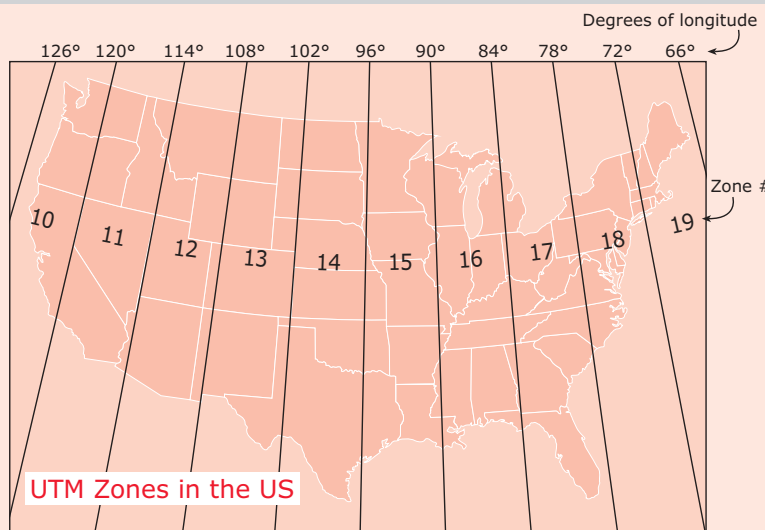 Degrees of longitude
126° 120° 114° 108° 102° 96° 90° 84° 78° 72° 66°
Zone #
10 11 12 13 14 15 16 17 18 19
UTM Zones in the US